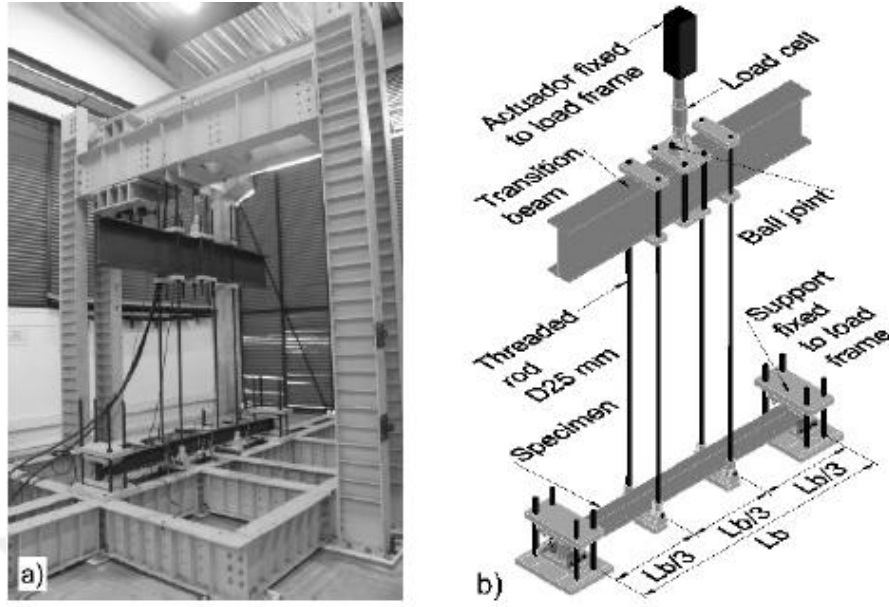 a)
Actuador fixed
to load frame
Load cell
Transition
beam
Ball joint
Threaded
rod
D25 mm
Support
fixed
to load
frame
Specimen
Lb/3
Lb/3
Lb/3
Lb
b)